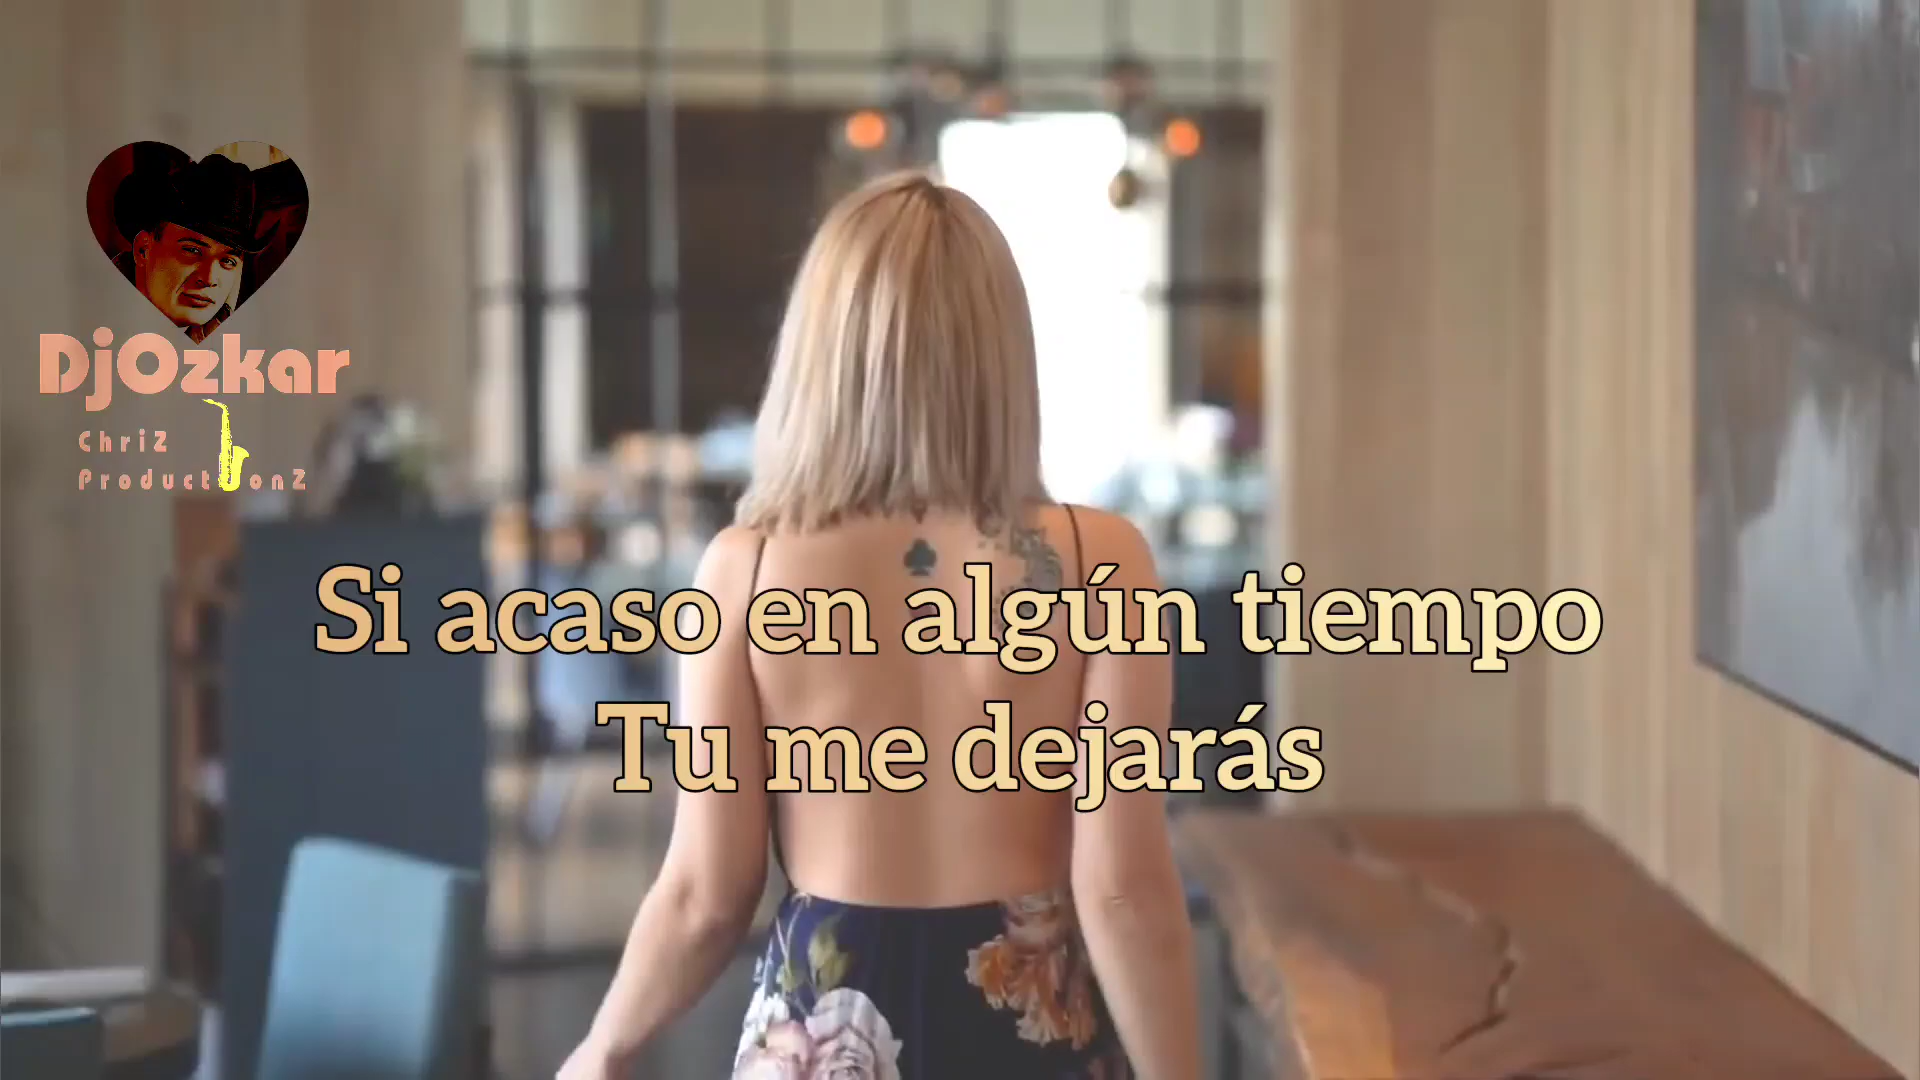 DjOzkar
ChriZ
ProductionZ
Si acaso en algún tiempo
Tu me dejarás